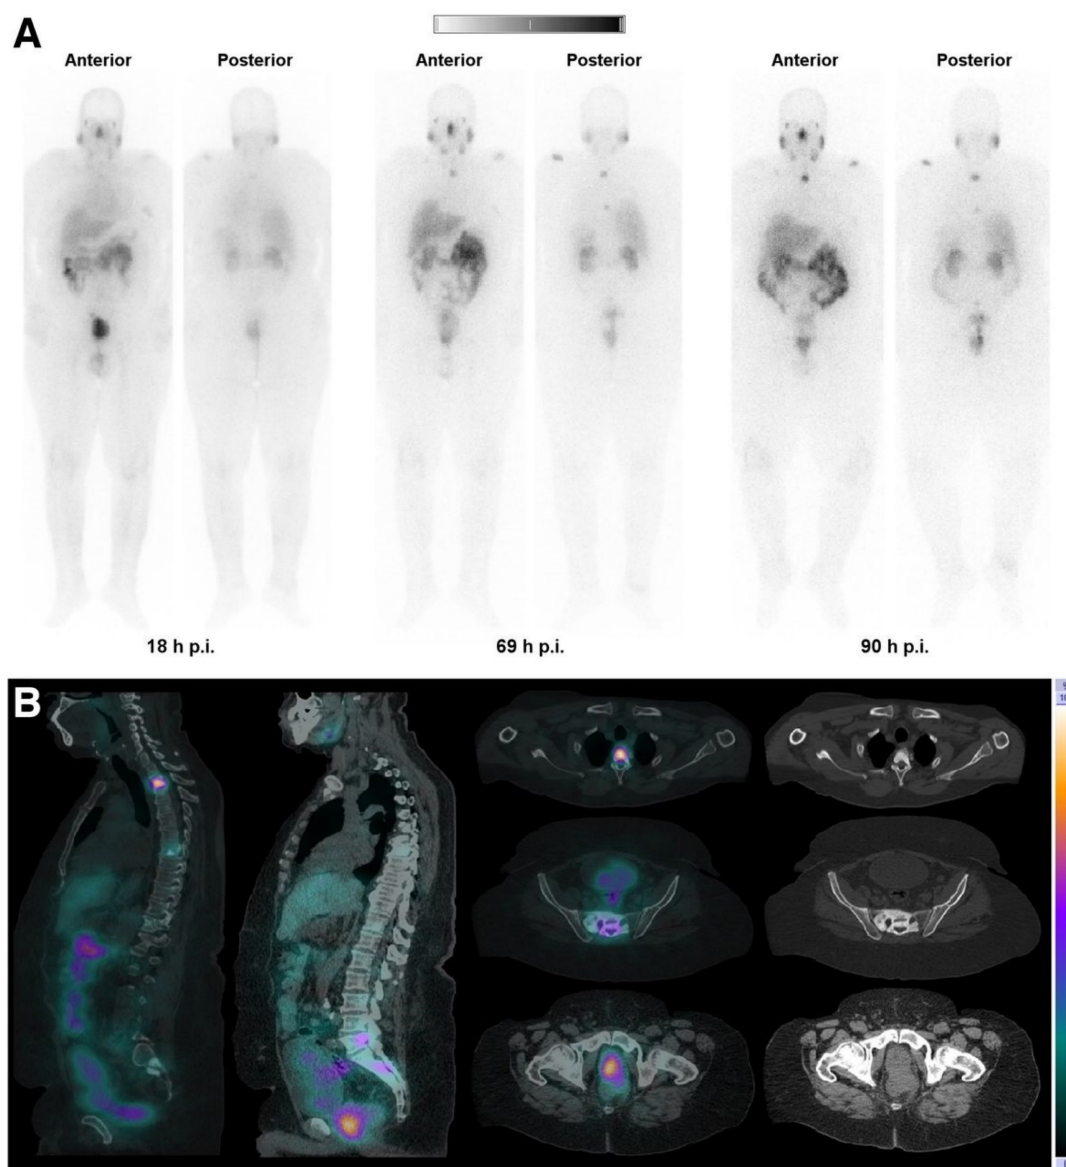 A
Anterior Posterior Anterior Posterior Anterior Posterior
18 h p.i. 69 h p.i. 90 h p.i.
B